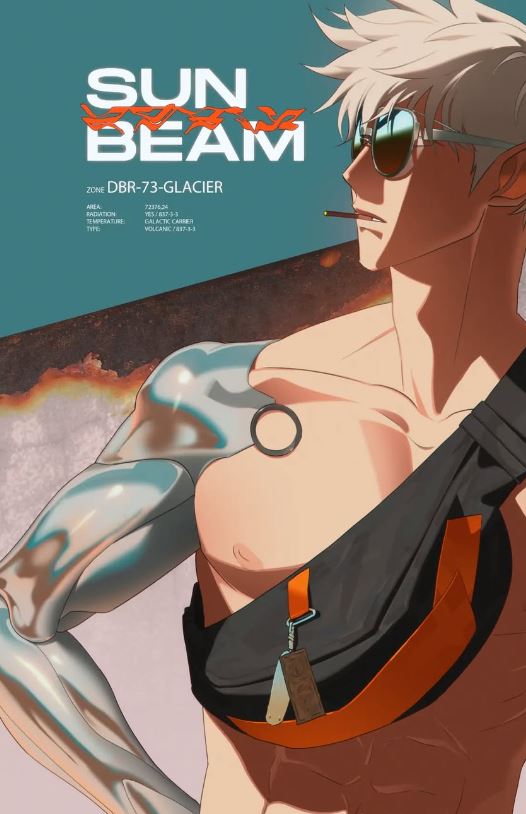 SUN
BEAM
ZONE DBR-73-GLACIER
AREA: 72376,24
RADIATION: YES / 837-3-3
TEMPERATURE: GALACTIC CARRIER
TYPE: VOLCANIC / 837-3-3